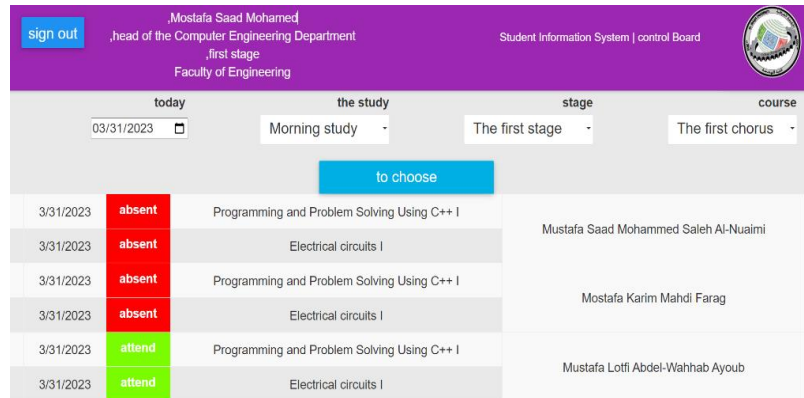 sign out
,Mostafa Saad Mohamed
,head of the Computer Engineering Department
,first stage
Faculty of Engineering
Student Information System | control Board
today
the study
stage
course
03/31/2023
Morning study
The first stage
The first chorus
to choose
3/31/2023 absent Programming and Problem Solving Using C++ I
Mustafa Saad Mohammed Saleh Al-Nuaimi
3/31/2023 absent Electrical circuits I
3/31/2023 absent Programming and Problem Solving Using C++ I
Mostafa Karim Mahdi Farag
3/31/2023 absent Electrical circuits I
3/31/2023 attend Programming and Problem Solving Using C++ I
Mustafa Lotfi Abdel-Wahhab Ayoub
3/31/2023 attend Electrical circuits I